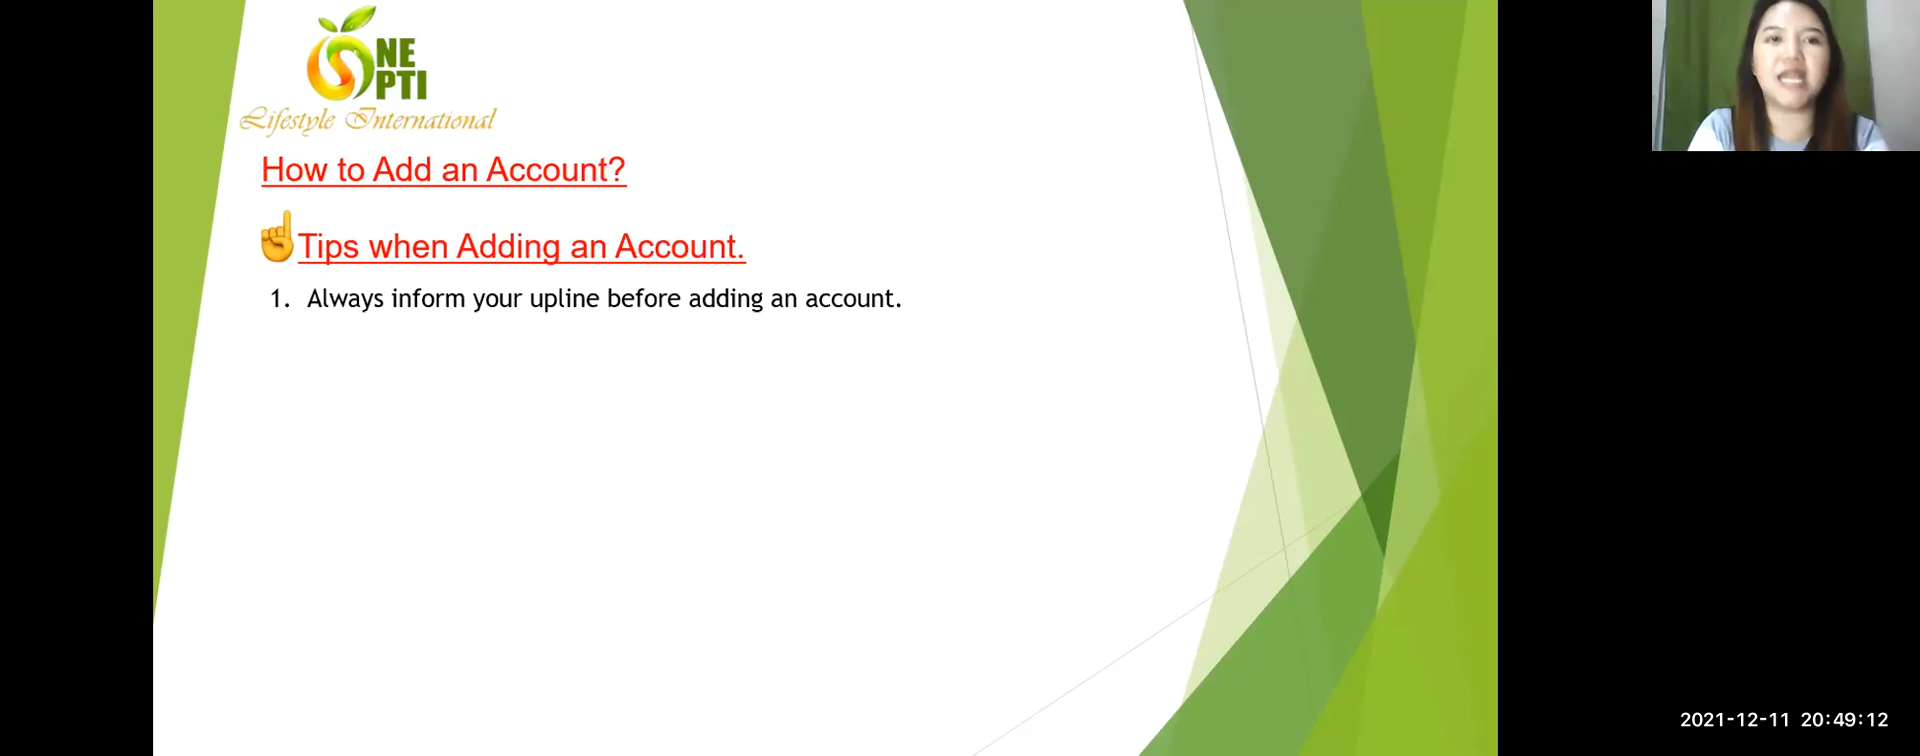 NE
PTI
Lifestyle International
How to Add an Account?
Tips when Adding an Account.
1. Always inform your upline before adding an account.
2021-12-11 20:49:12